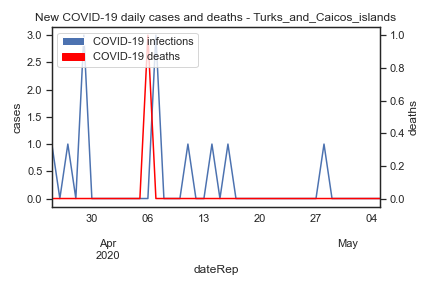 New COVID-19 daily cases and deaths - Turks_and_Caicos_islands
COVID-19 infections
COVID-19 deaths
3.0
2.5
2.0
1.5
1.0
0.5
0.0
cases
1.0
0.8
0.6
0.4
0.2
0.0
deaths
30 06 13 20 27 04
Apr May
2020
dateRep